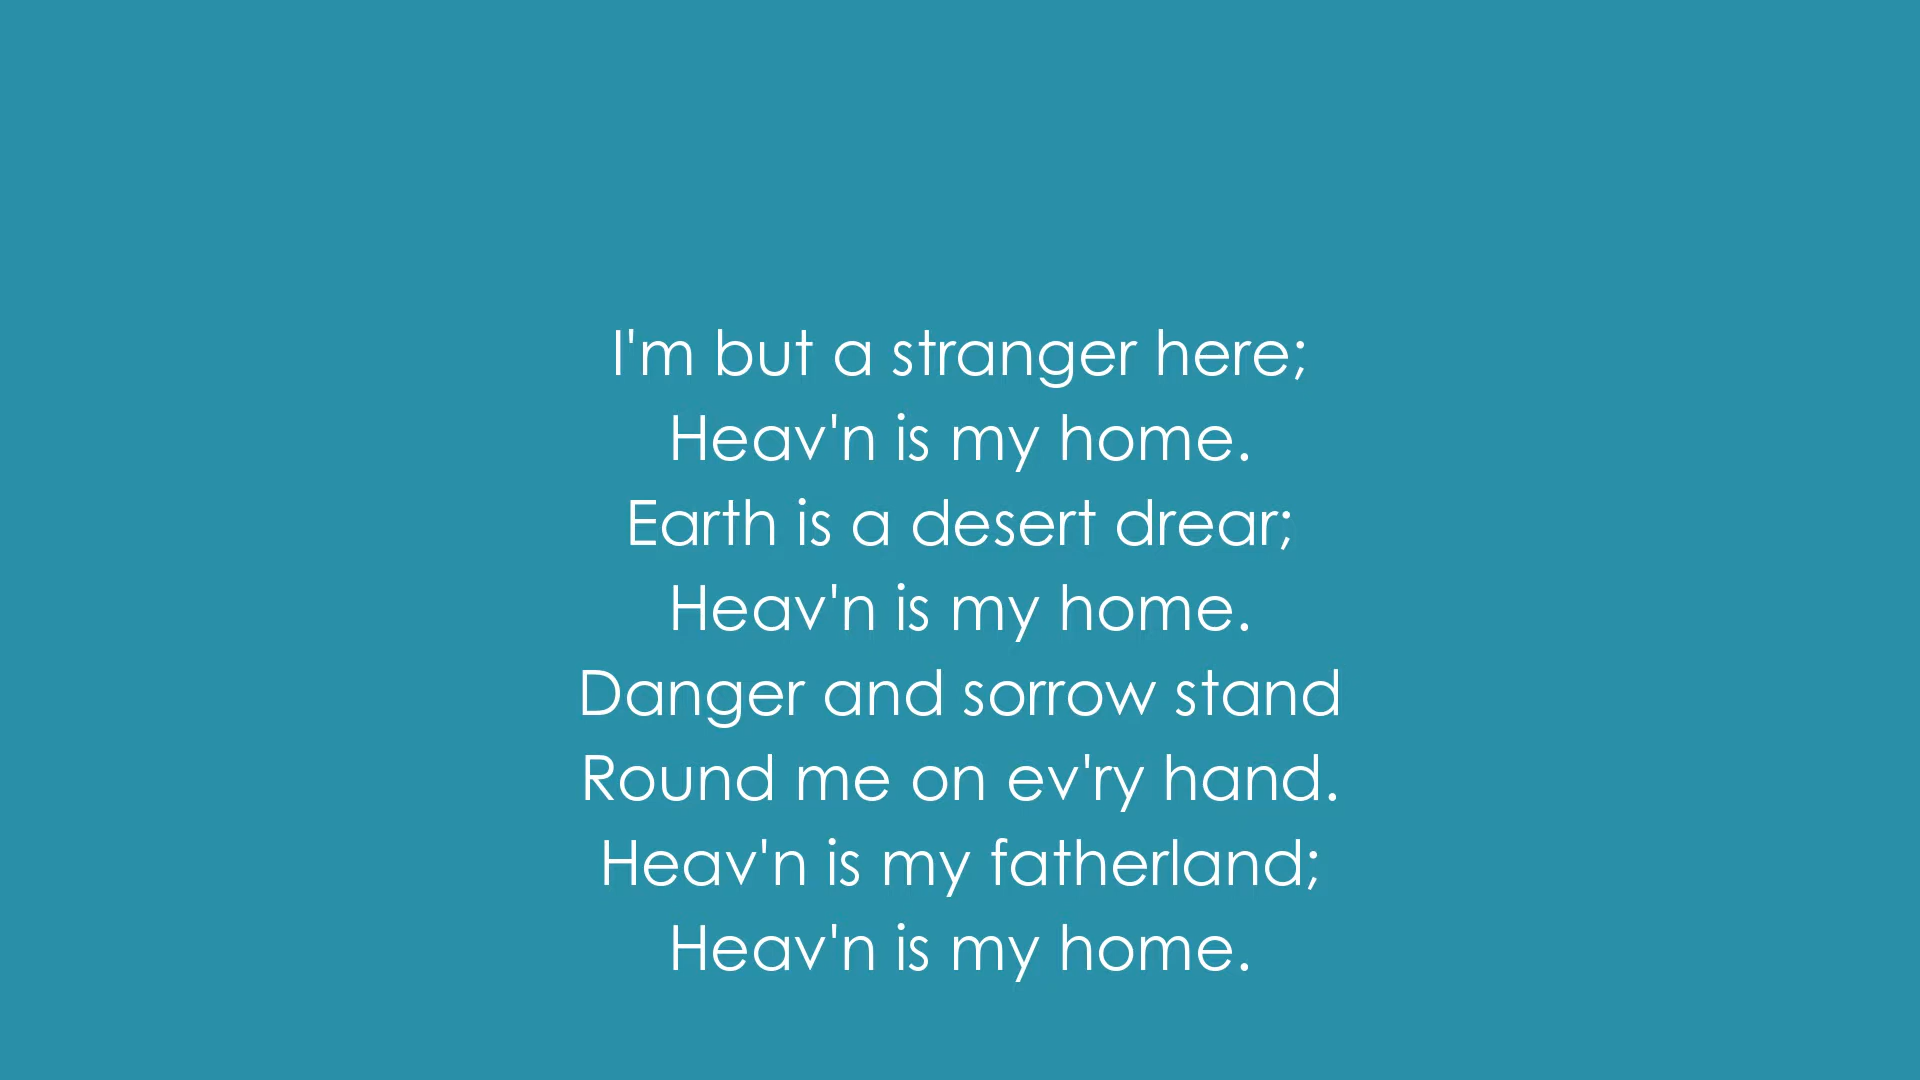 I'm but a stranger here;
Heav'n is my home.
Earth is a desert drear;
Heav'n is my home.
Danger and sorrow stand
Round me on ev'ry hand.
Heav'n is my fatherland;
Heav'n is my home.